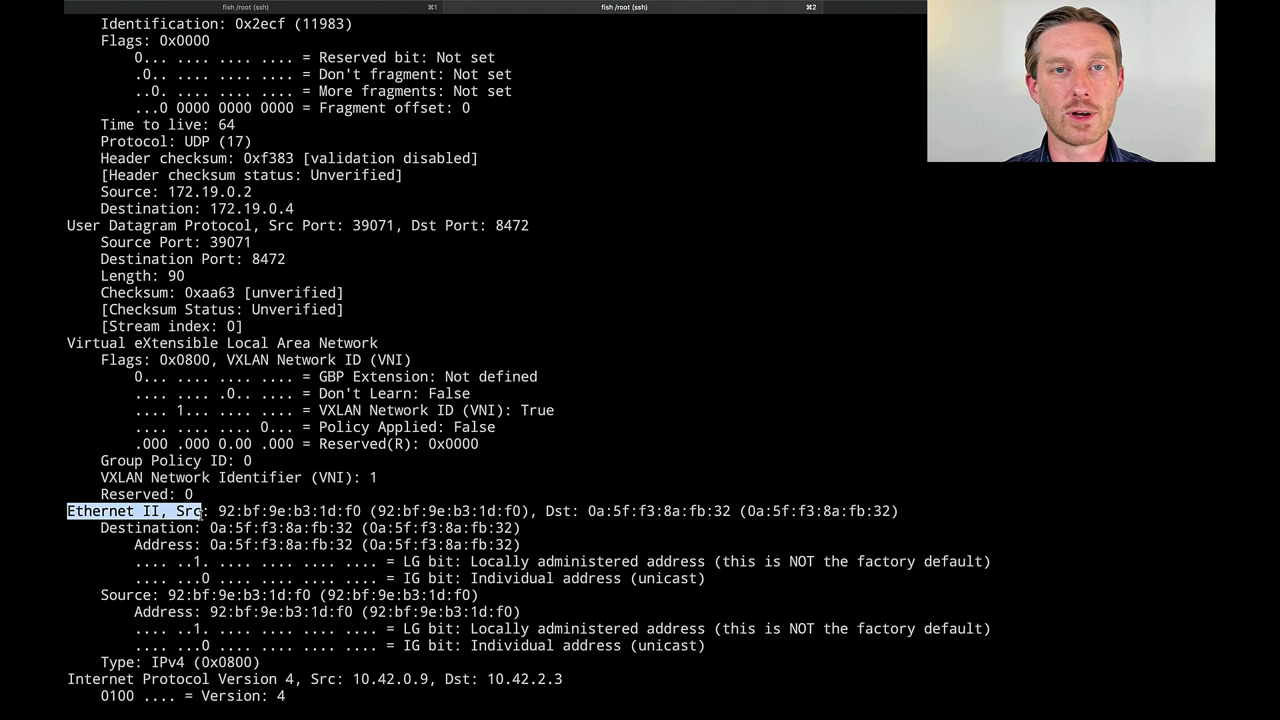 fish /root (ssh)
⌘1
fish /root (ssh)
⌘2
Identification: 0x2ecf (11983)
Flags: 0x0000
0... .... .... .... = Reserved bit: Not set
.0.. .... .... .... = Don't fragment: Not set
..0. .... .... .... = More fragments: Not set
...0 0000 0000 0000 = Fragment offset: 0
Time to live: 64
Protocol: UDP (17)
Header checksum: 0xf383 [validation disabled]
[Header checksum status: Unverified]
Source: 172.19.0.2
Destination: 172.19.0.4
User Datagram Protocol, Src Port: 39071, Dst Port: 8472
Source Port: 39071
Destination Port: 8472
Length: 90
Checksum: 0xaa63 [unverified]
[Checksum Status: Unverified]
[Stream index: 0]
Virtual eXtensible Local Area Network
Flags: 0x0800, VXLAN Network ID (VNI)
0... .... .... .... = GBP Extension: Not defined
.... .... .0.. .... = Don't Learn: False
.... 1... .... .... = VXLAN Network ID (VNI): True
.... .... .... 0... = Policy Applied: False
.000 .000 0.00 .000 = Reserved(R): 0x0000
Group Policy ID: 0
VXLAN Network Identifier (VNI): 1
Reserved: 0
Ethernet II, Src: 92:bf:9e:b3:1d:f0 (92:bf:9e:b3:1d:f0), Dst: 0a:5f:f3:8a:fb:32 (0a:5f:f3:8a:fb:32)
Destination: 0a:5f:f3:8a:fb:32 (0a:5f:f3:8a:fb:32)
Address: 0a:5f:f3:8a:fb:32 (0a:5f:f3:8a:fb:32)
.... ..1. .... .... .... .... = LG bit: Locally administered address (this is NOT the factory default)
.... ...0 .... .... .... .... = IG bit: Individual address (unicast)
Source: 92:bf:9e:b3:1d:f0 (92:bf:9e:b3:1d:f0)
Address: 92:bf:9e:b3:1d:f0 (92:bf:9e:b3:1d:f0)
.... ..1. .... .... .... .... = LG bit: Locally administered address (this is NOT the factory default)
.... ...0 .... .... .... .... = IG bit: Individual address (unicast)
Type: IPv4 (0x0800)
Internet Protocol Version 4, Src: 10.42.0.9, Dst: 10.42.2.3
0100 .... = Version: 4